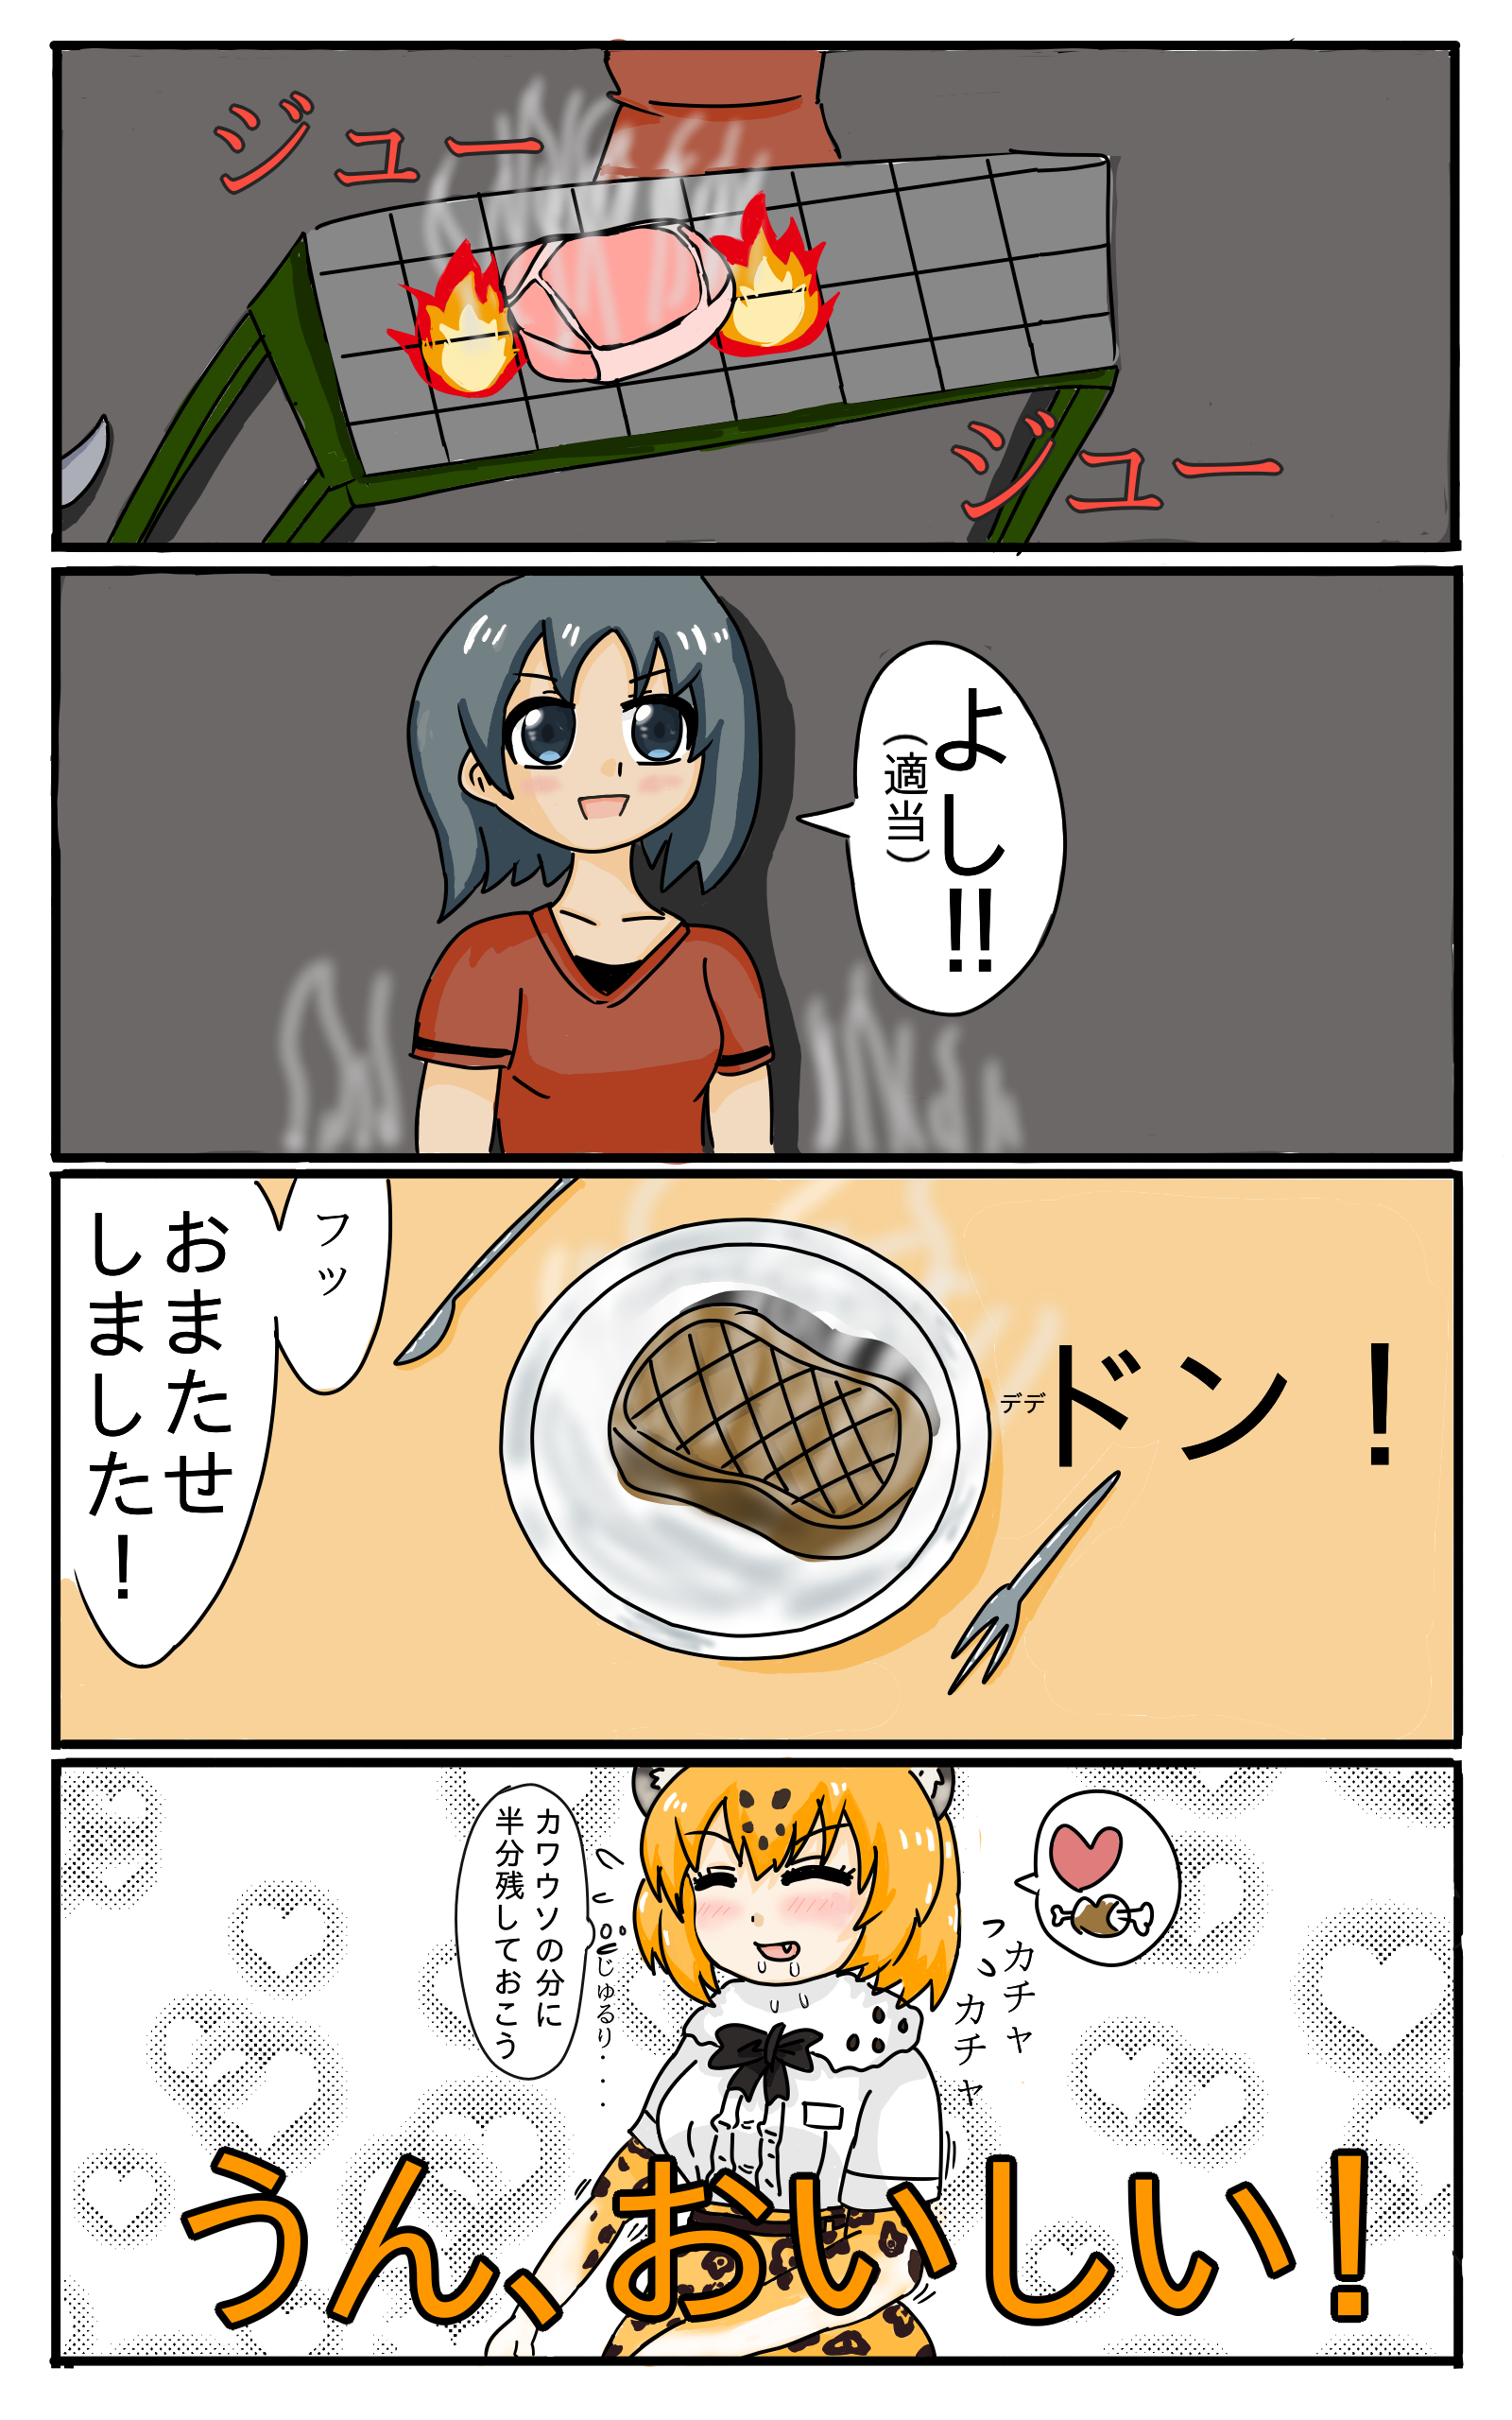 ジュー
ジュー
よし!!
（適当）
デデドン！
フッ
おまたせ
しました！
カチャ
カチャ
じゅるり・・・
カワウソの分に
半分残しておこう
うん、おいしい！